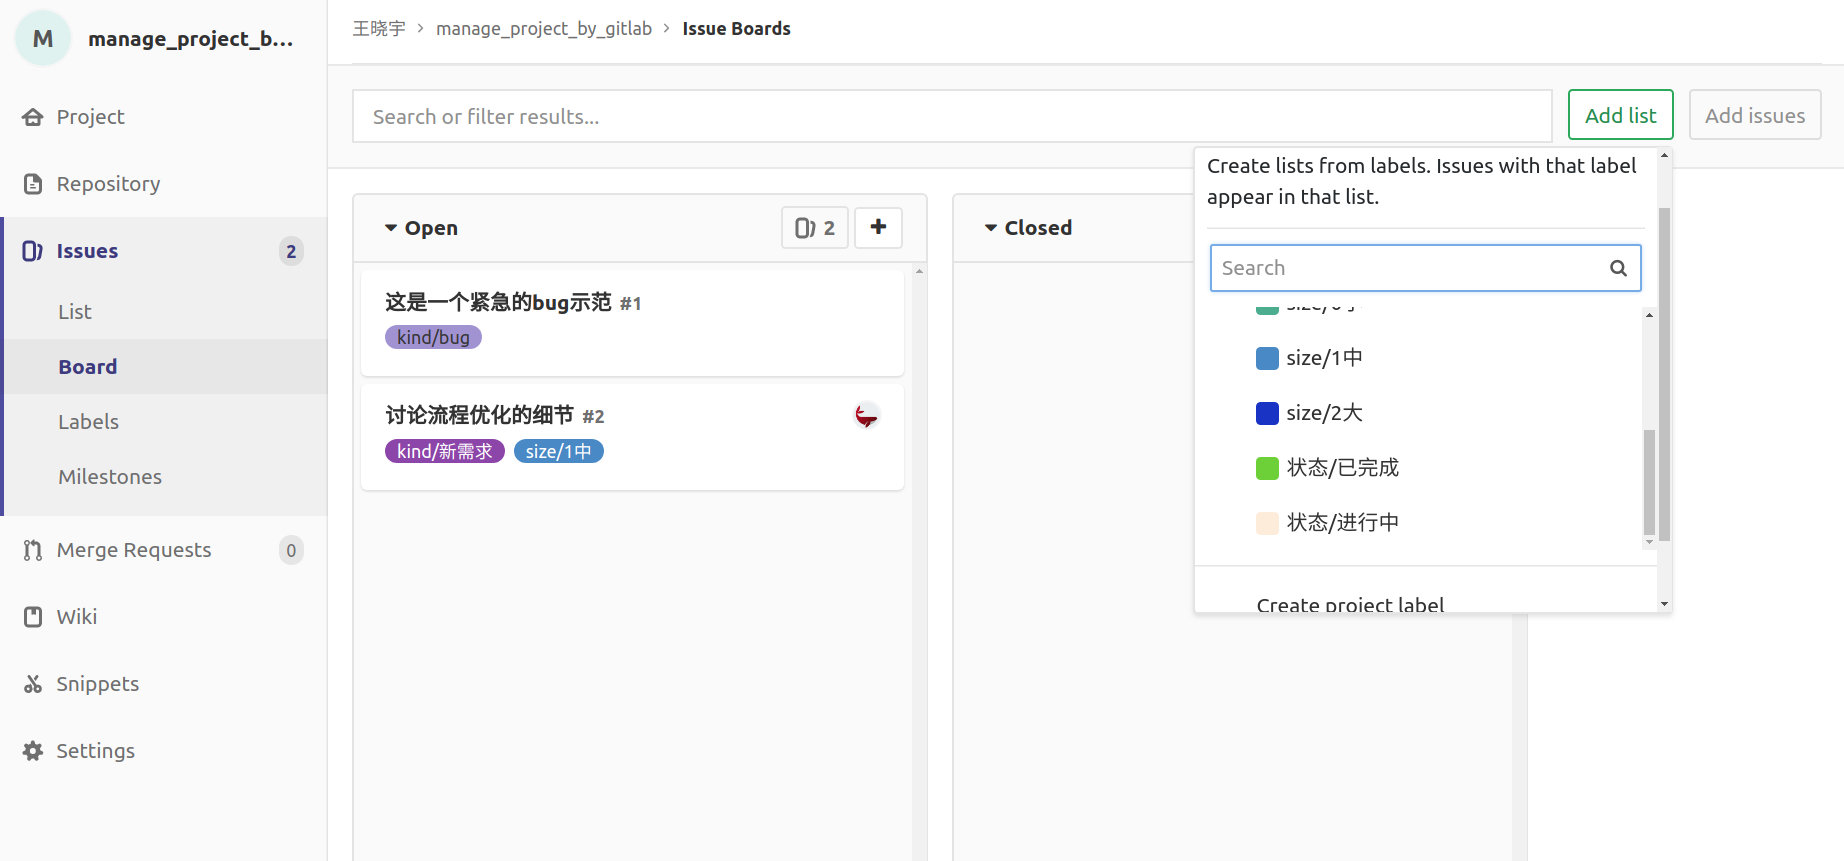 M manage_project_b...
Project
Repository
Issues 2
List
Board
Labels
Milestones
Merge Requests 0
Wiki
Snippets
Settings
王晓宇 > manage_project_by_gitlab > Issue Boards
Search or filter results...
Add list
Add issues
Open 2 +
这是一个紧急的bug示范 #1
kind/bug
讨论流程优化的细节 #2
kind/新需求 size/1中
Closed
Create lists from labels. Issues with that label
appear in that list.
Search
size/1中
size/2大
状态/已完成
状态/进行中
Create project label